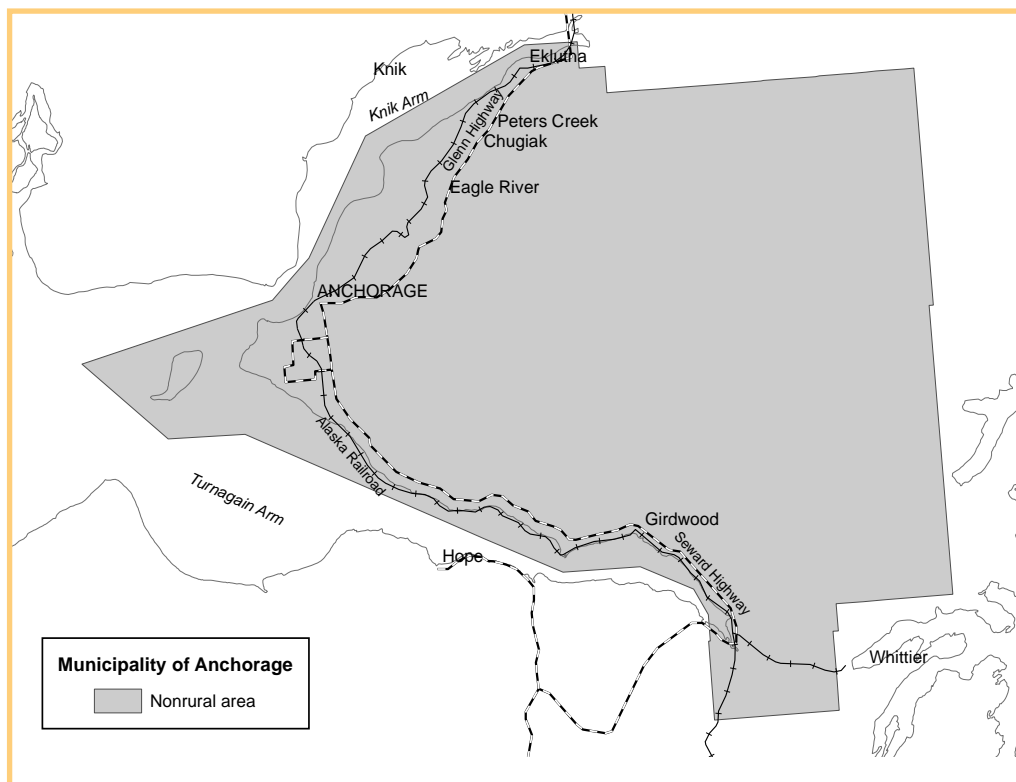 Eklutna
Knik
Knik Arm
Glenn Highway
Peters Creek
Chugiak
Eagle River
ANCHORAGE
Alaska Railroad
Turnagain Arm
Girdwood
Seward Highway
Hope
Whittier
Municipality of Anchorage
Nonrural area